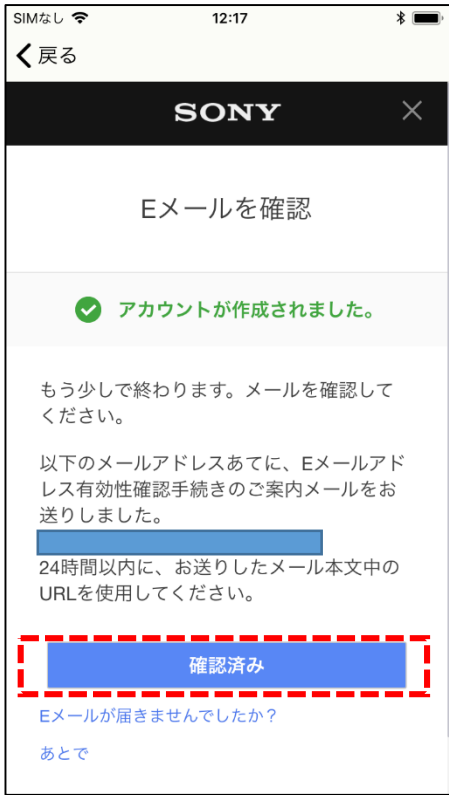 SIMなし 12:17
戻る
SONY
Eメールを確認
アカウントが作成されました。
もう少しで終わります。メールを確認して
ください。
以下のメールアドレスあてに、Eメールアド
レス有効性確認手続きのご案内メールをお
送りしました。
24時間以内に、お送りしたメール本文中の
URLを使用してください。
確認済み
Eメールが届きませんでしたか？
あとで